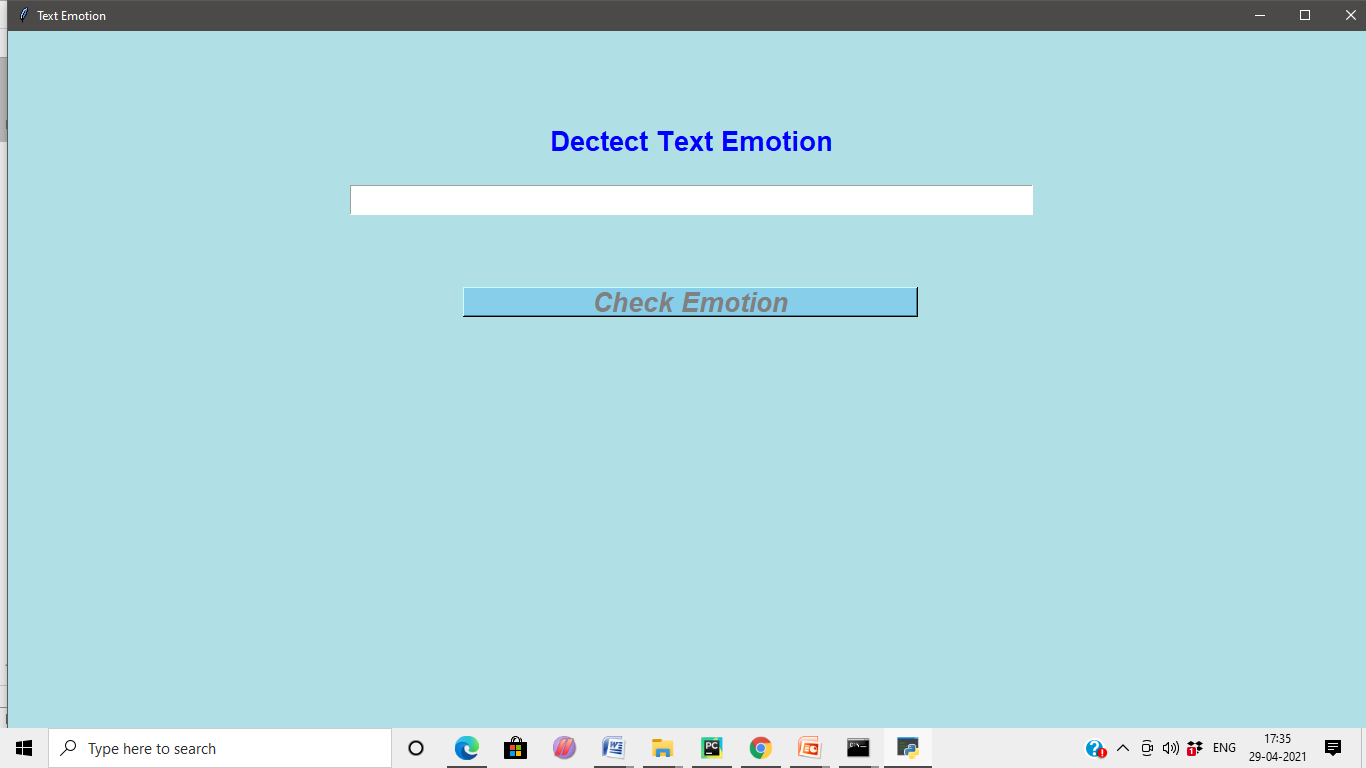 Text Emotion
Dectect Text Emotion
Check Emotion
Type here to search
ENG
17:35
29-04-2021